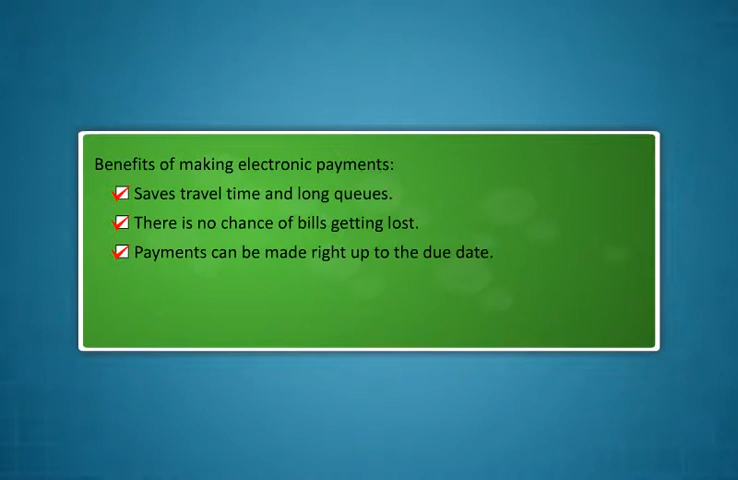 Benefits of making electronic payments:
Saves travel time and long queues.
There is no chance of bills getting lost.
Payments can be made right up to the due date.